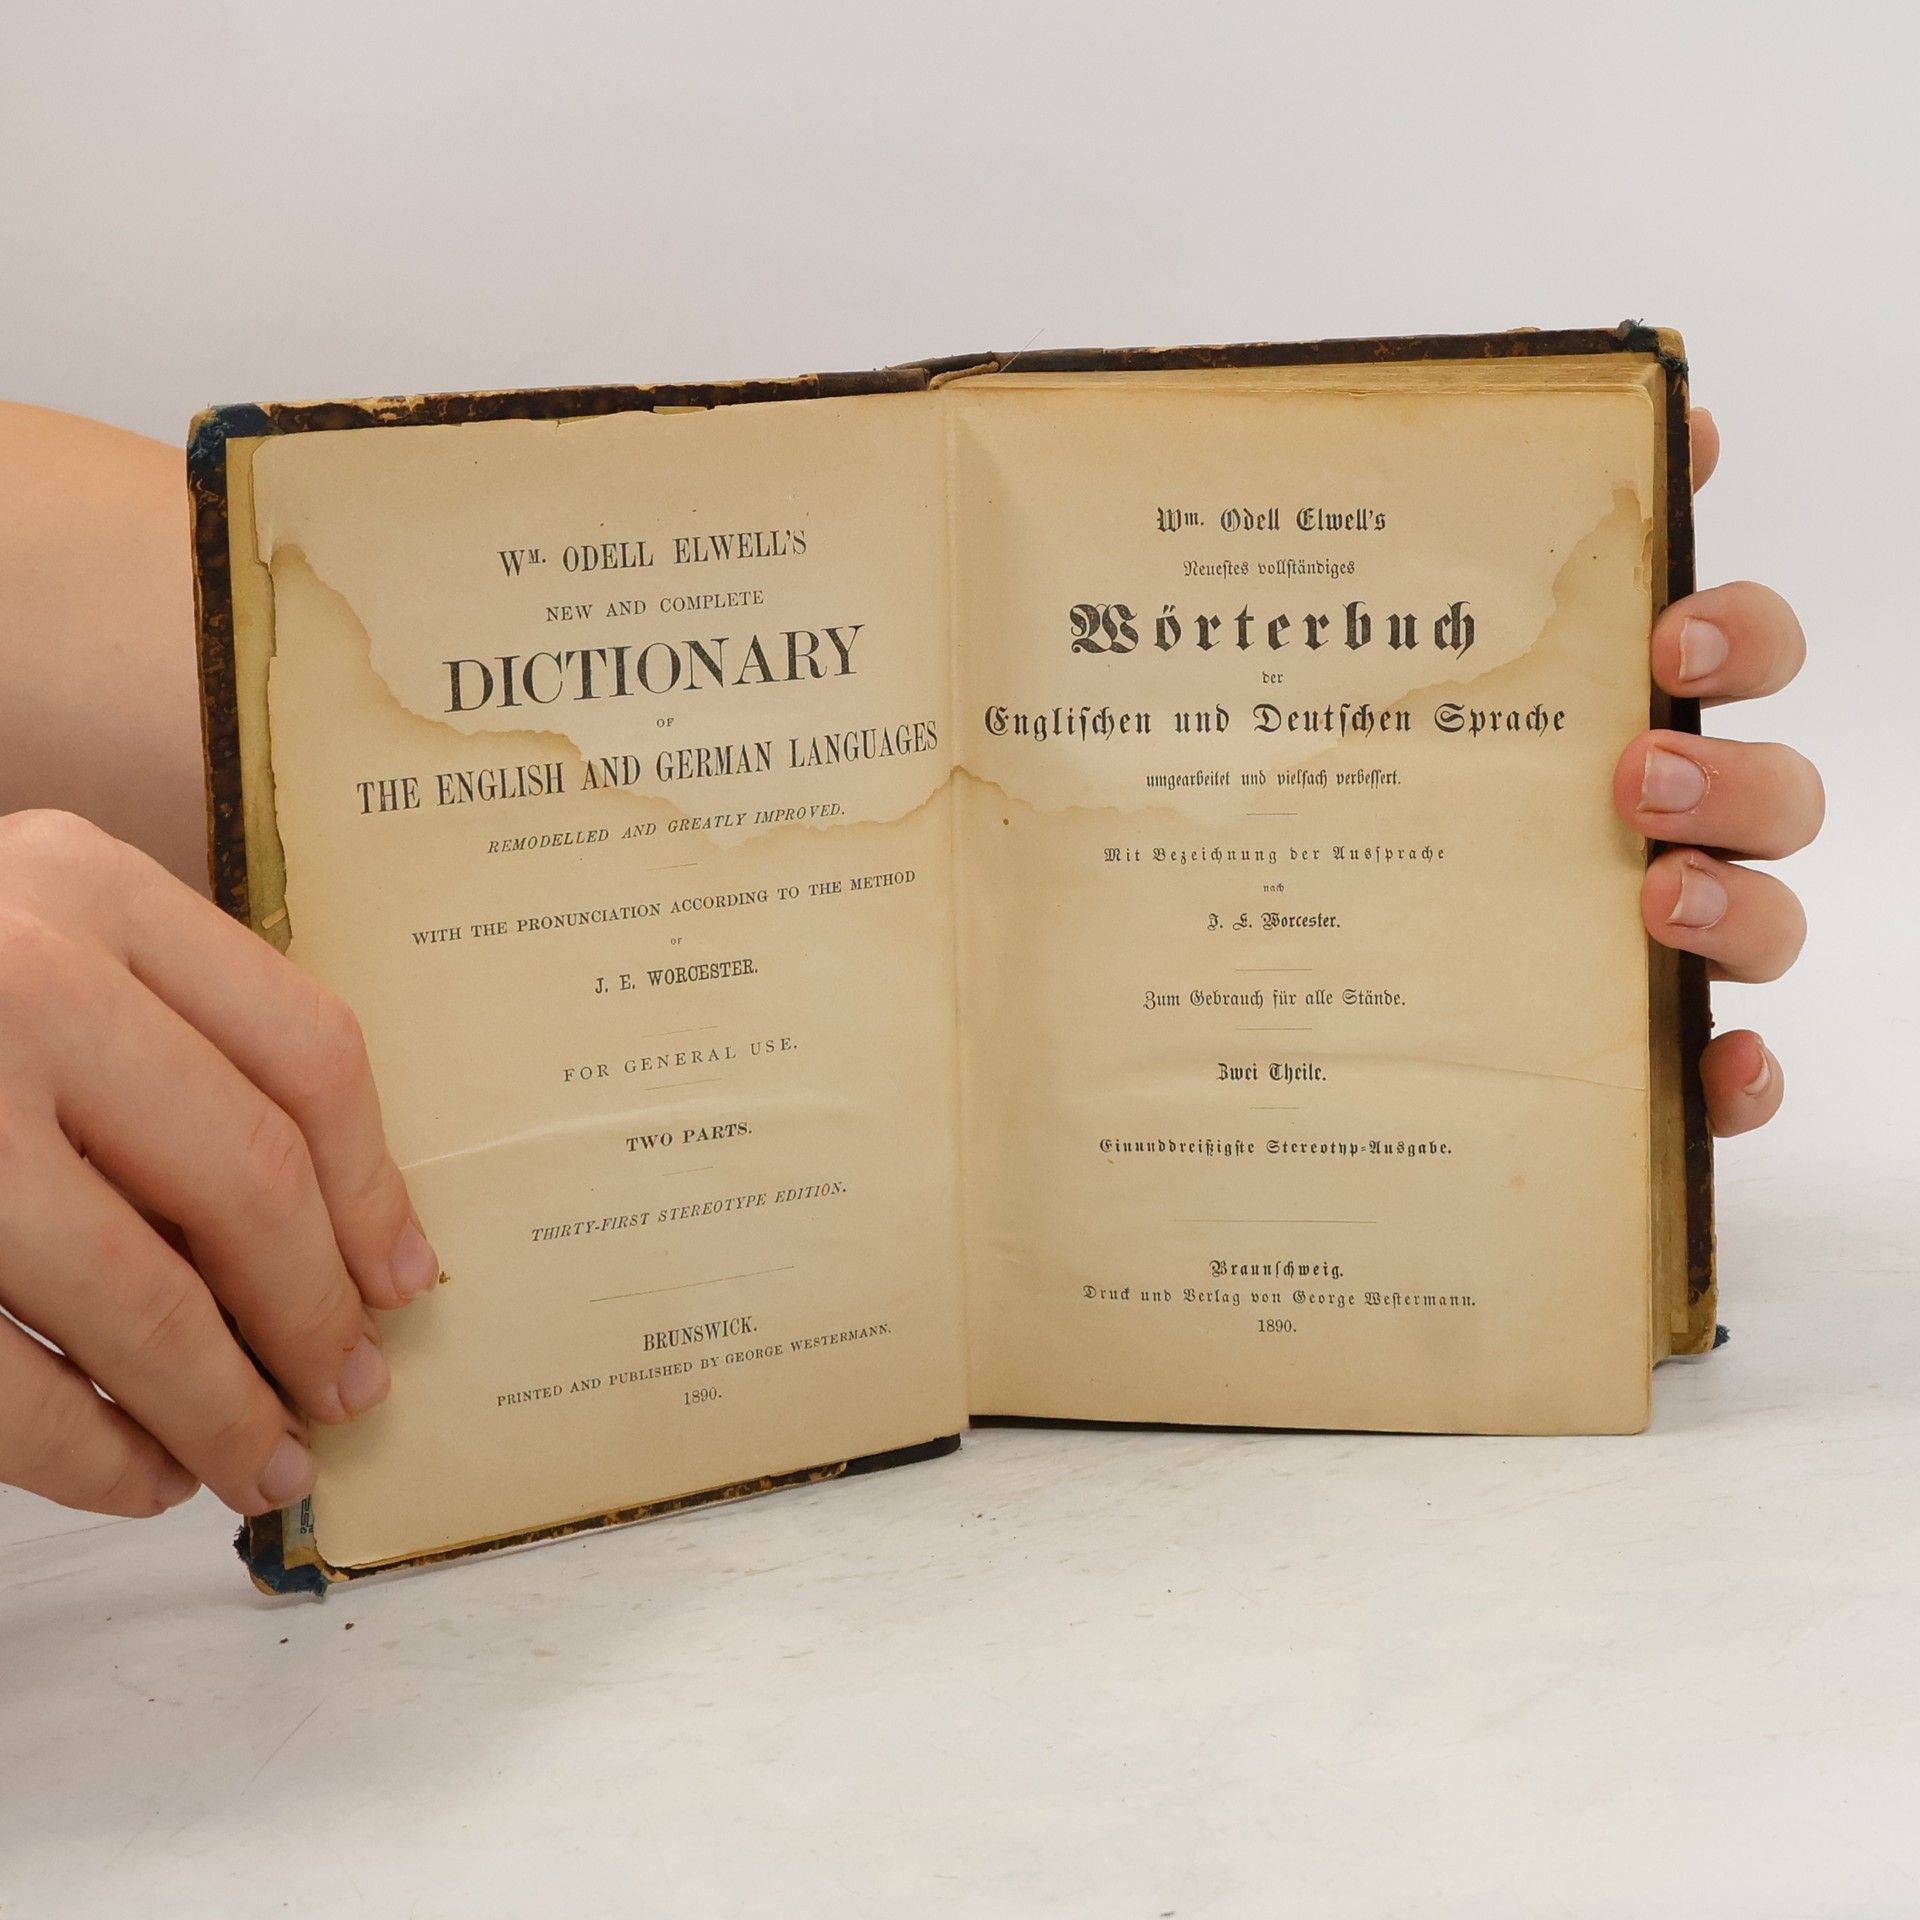 Wm. ODELL ELWELL'S
NEW AND COMPLETE
DICTIONARY
OF
THE ENGLISH AND GERMAN LANGUAGES
REMODELLED AND GREATLY IMPROVED.
WITH THE PRONUNCIATION ACCORDING TO THE METHOD
OF
J. E. WORCESTER.
FOR GENERAL USE.
TWO PARTS.
THIRTY-FIRST STEREOTYPE EDITION.
BRUNSWICK.
PRINTED AND PUBLISHED BY GEORGE WESTERMANN.
1890.
Wm. Odell Elwell's
Neuestes vollständiges
Wörterbuch
der
Englischen und Deutschen Sprache
umgearbeitet und vielfach verbessert.
Mit Bezeichnung der Aussprache
nach
J. E. Worcester.
Zum Gebrauch für alle Stände.
Zwei Theile.
Einunddreißigste Stereotyp-Ausgabe.
Braunschweig.
Druck und Verlag von George Westermann.
1890.